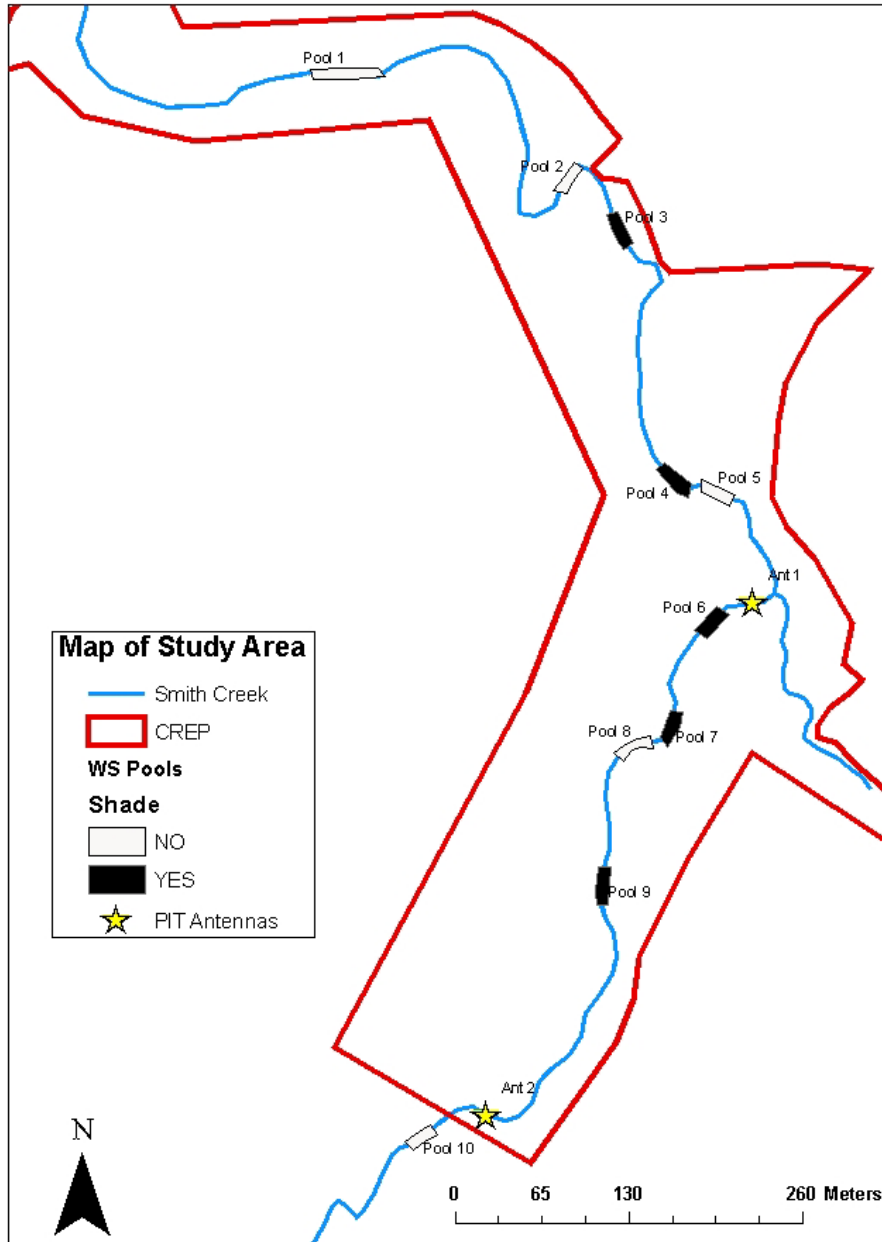 Pool 1
Pool 2
Pool 3
Pool 4
Pool 5
Ant 1
Pool 6
Pool 8
Pool 7
Pool 9
Ant 2
Pool 10
Map of Study Area
Smith Creek
CREP
WS Pools
Shade
NO
YES
PIT Antennas
N
0 65 130 260 Meters